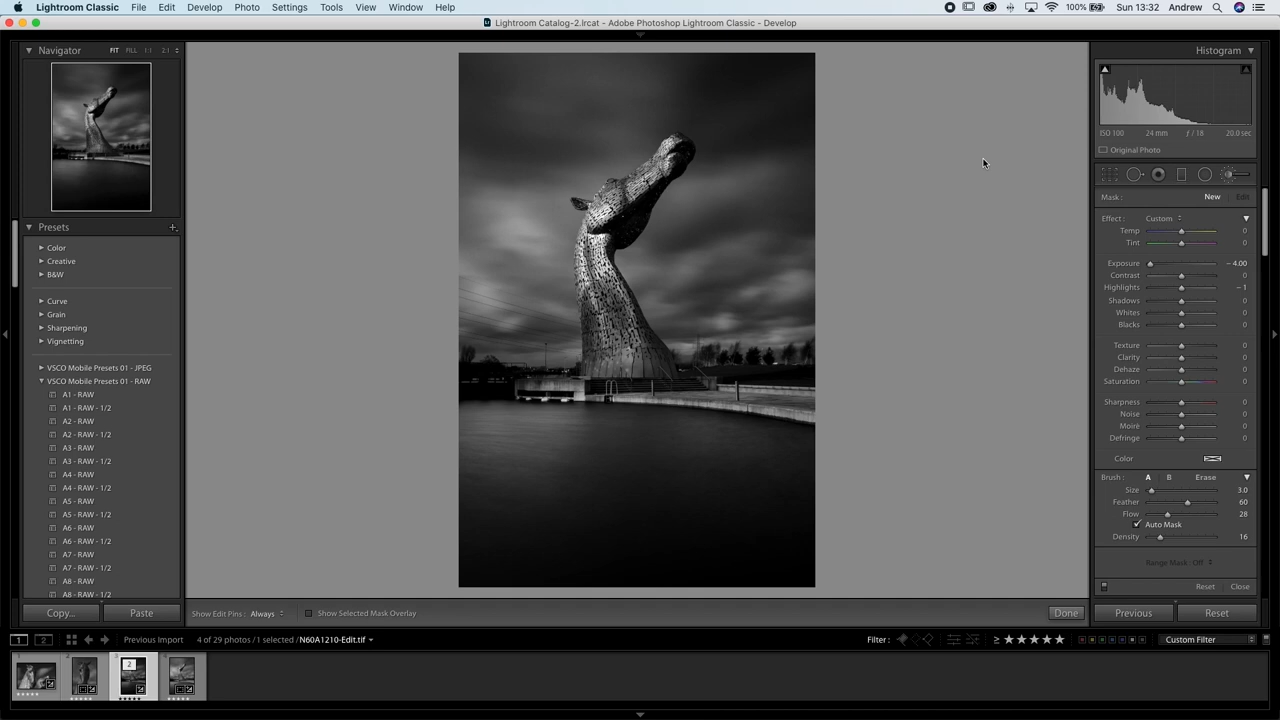 Lightroom Classic File Edit Develop Photo Settings Tools View Window Help 100% Sun 13:32 Andrew
Lightroom Catalog-2.lrcat - Adobe Photoshop Lightroom Classic - Develop
Navigator FIT FILL 1:1 2:1
Presets +
Color
Creative
B&W
Curve
Grain
Sharpening
Vignetting
VSCO Mobile Presets 01 - JPEG
VSCO Mobile Presets 01 - RAW
A1 - RAW
A1 - RAW - 1/2
A2 - RAW
A2 - RAW - 1/2
A3 - RAW
A3 - RAW - 1/2
A4 - RAW
A4 - RAW - 1/2
A5 - RAW
A5 - RAW - 1/2
A6 - RAW
A6 - RAW - 1/2
A7 - RAW
A7 - RAW - 1/2
A8 - RAW
A8 - RAW - 1/2
Copy... Paste
Show Edit Pins: Always Show Selected Mask Overlay Done
Histogram
ISO 100 24 mm f / 18 20.0 sec
Original Photo
Mask: New Edit
Effect: Custom
Temp 0
Tint 0
Exposure - 4.00
Contrast 0
Highlights - 1
Shadows 0
Whites 0
Blacks 0
Texture 0
Clarity 0
Dehaze 0
Saturation 0
Sharpness 0
Noise 0
Moiré 0
Defringe 0
Color
Brush: A B Erase
Size 3.0
Feather 60
Flow 28
Auto Mask
Density 16
Range Mask: Off
Reset Close
Previous Reset
1 2 Previous Import 4 of 29 photos / 1 selected / N60A1210-Edit.tif Filter: ≥ ★★★★★ Custom Filter
2